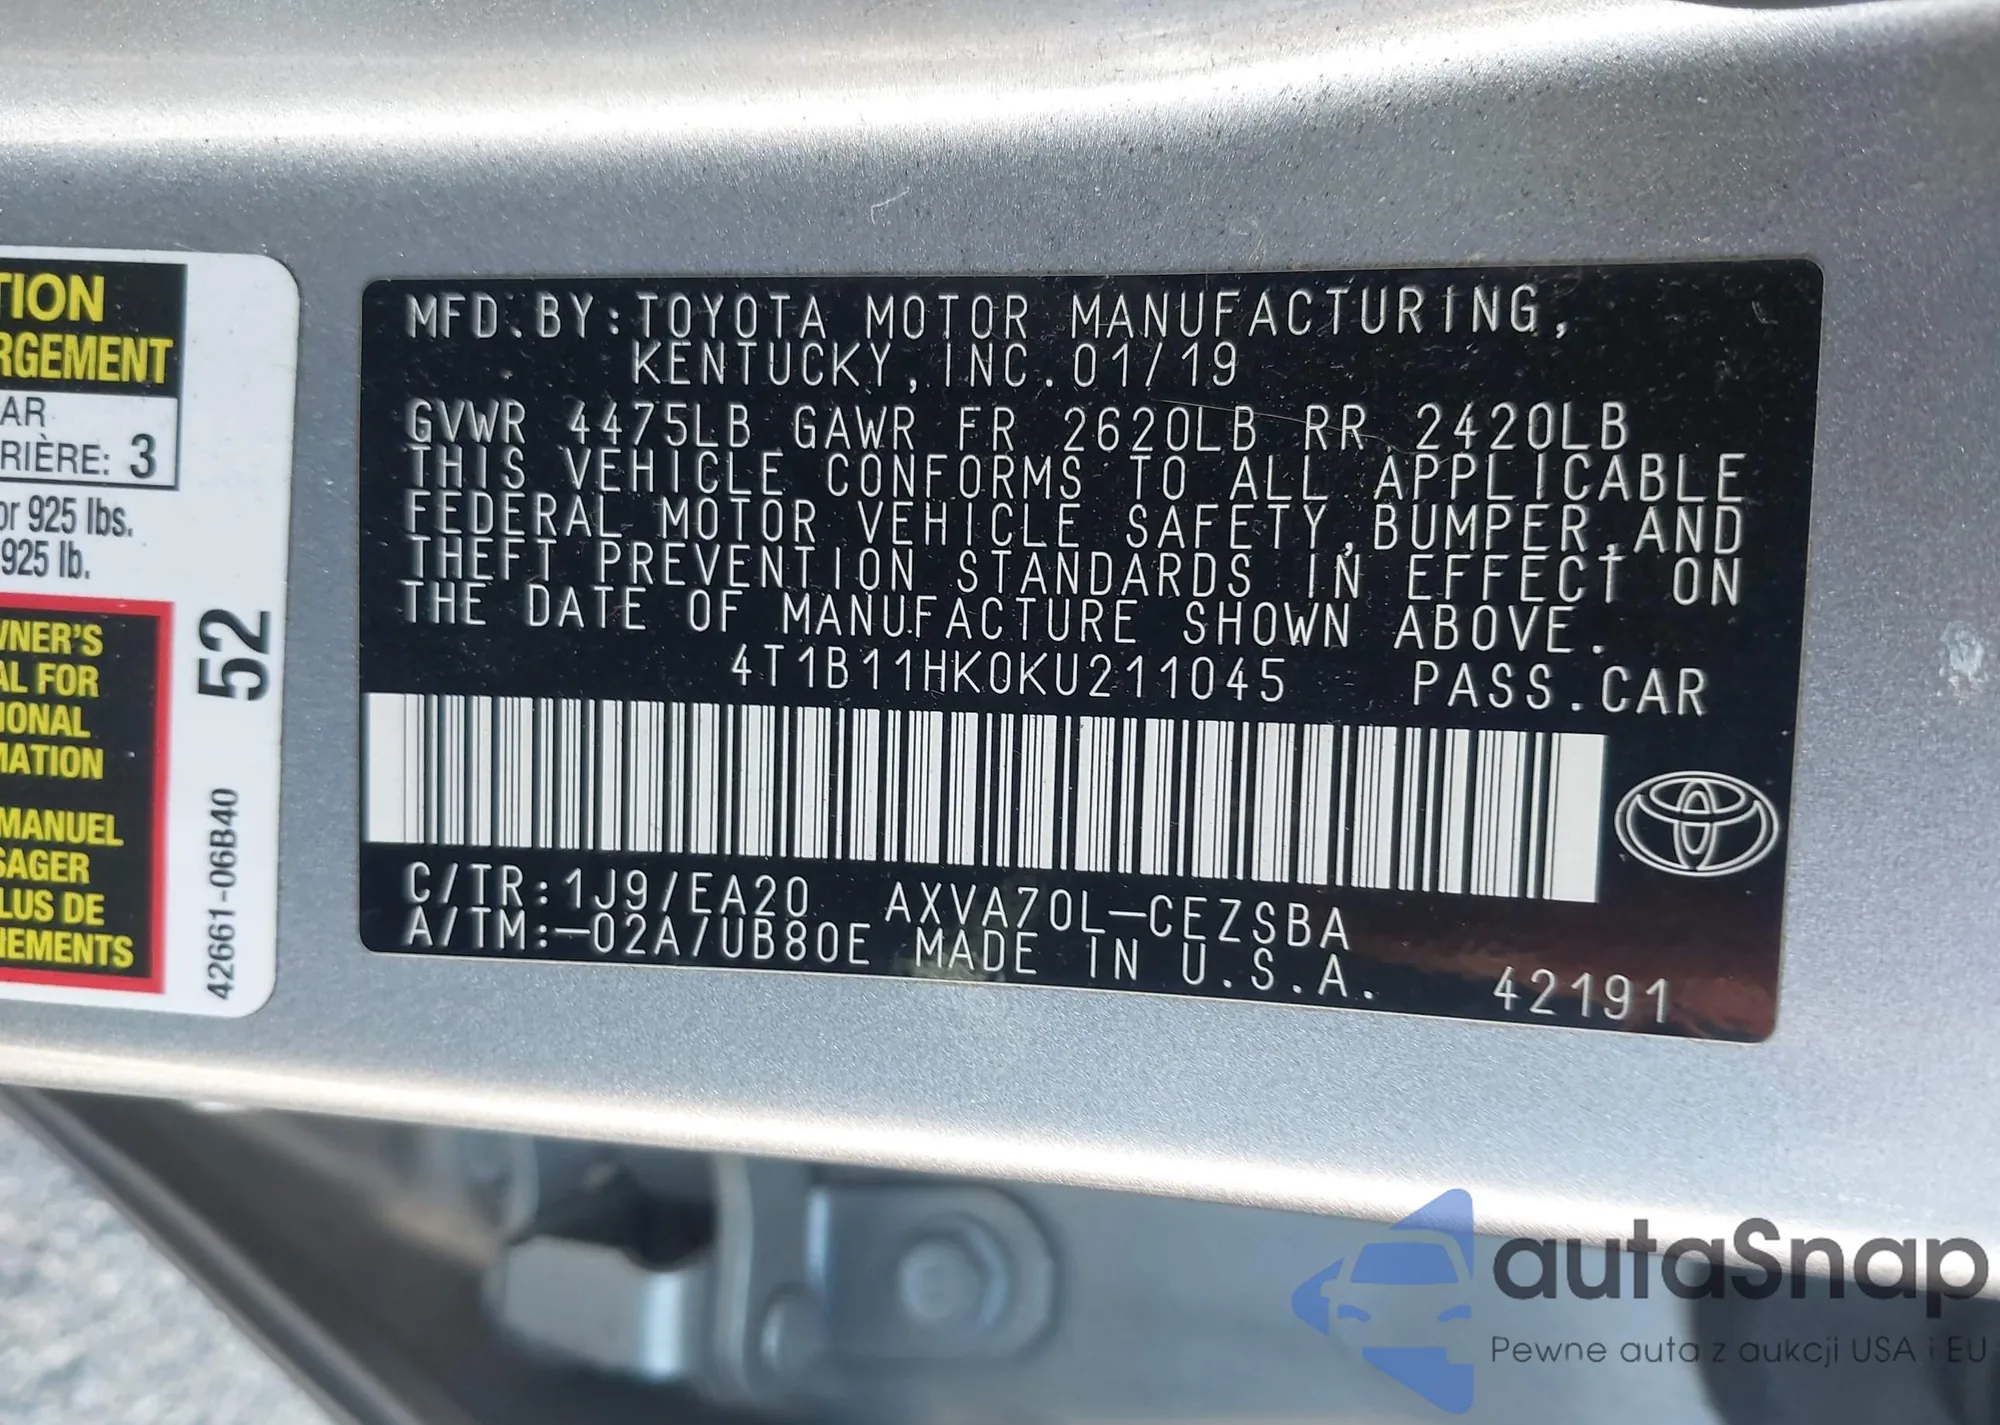 TION
RGEMENT
AR
RIÈRE: 3
or 925 lbs.
925 lb.
WNER'S
AL FOR
IONAL
MATION
MANUEL
SAGER
LUS DE
NEMENTS
52
42661-06B40
MFD. BY: TOYOTA MOTOR MANUFACTURING,
KENTUCKY, INC. 01/19
GVWR 4475LB GAWR FR 2620LB RR 2420LB
THIS VEHICLE CONFORMS TO ALL APPLICABLE
FEDERAL MOTOR VEHICLE SAFETY, BUMPER, AND
THEFT PREVENTION STANDARDS IN EFFECT ON
THE DATE OF MANUFACTURE SHOWN ABOVE.
4T1B11HK0KU211045 PASS. CAR
C/TR: 1J9/EA20 AXVA70L-CEZSBA
A/TM: -02A/UB80E MADE IN U.S.A. 42191
autaSnap
Pewne auta z aukcji USA i EU